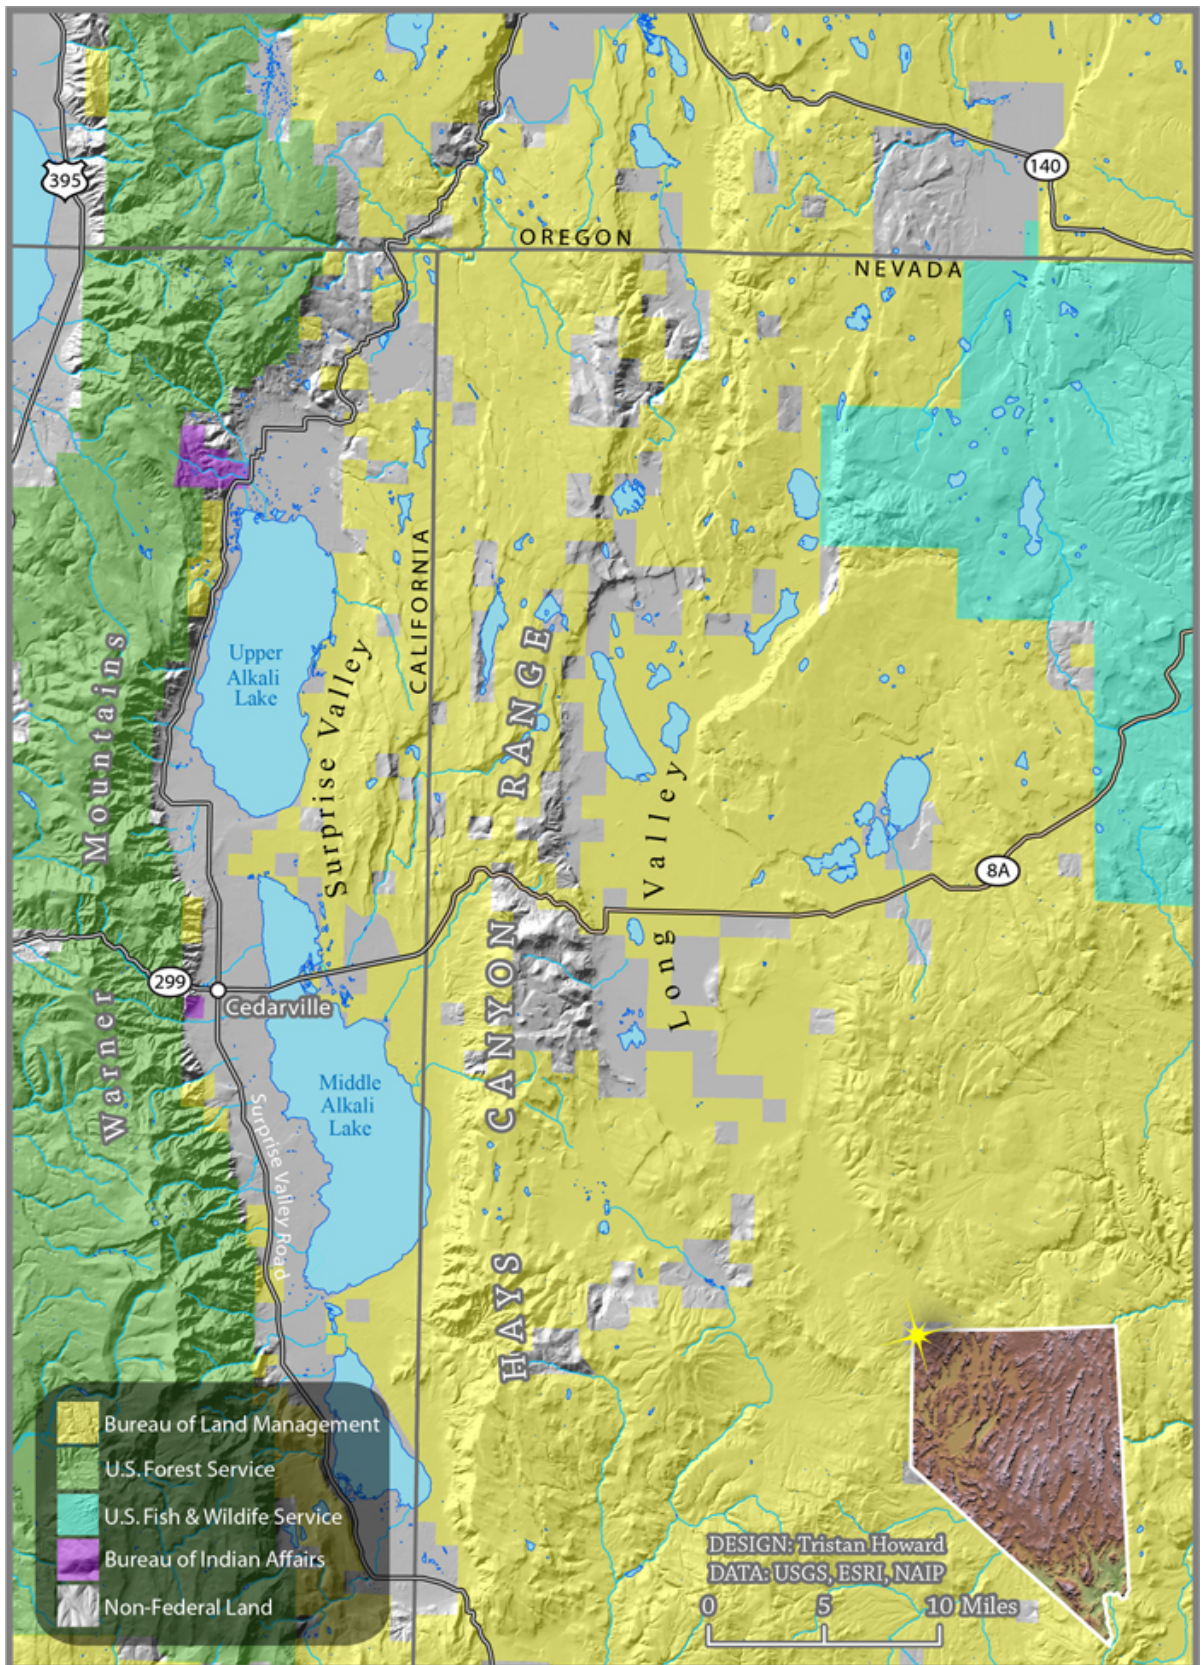 395
140
OREGON
NEVADA
CALIFORNIA
Upper
Alkali
Lake
Surprise Valley
HAYS CANYON RANGE
Long Valley
Warner Mountains
8A
299
Cedarville
Middle
Alkali
Lake
Surprise Valley Road
Bureau of Land Management
U.S. Forest Service
U.S. Fish & Wildlife Service
Bureau of Indian Affairs
Non-Federal Land
DESIGN: Tristan Howard
DATA: USGS, ESRI, NAIP
0 5 10 Miles